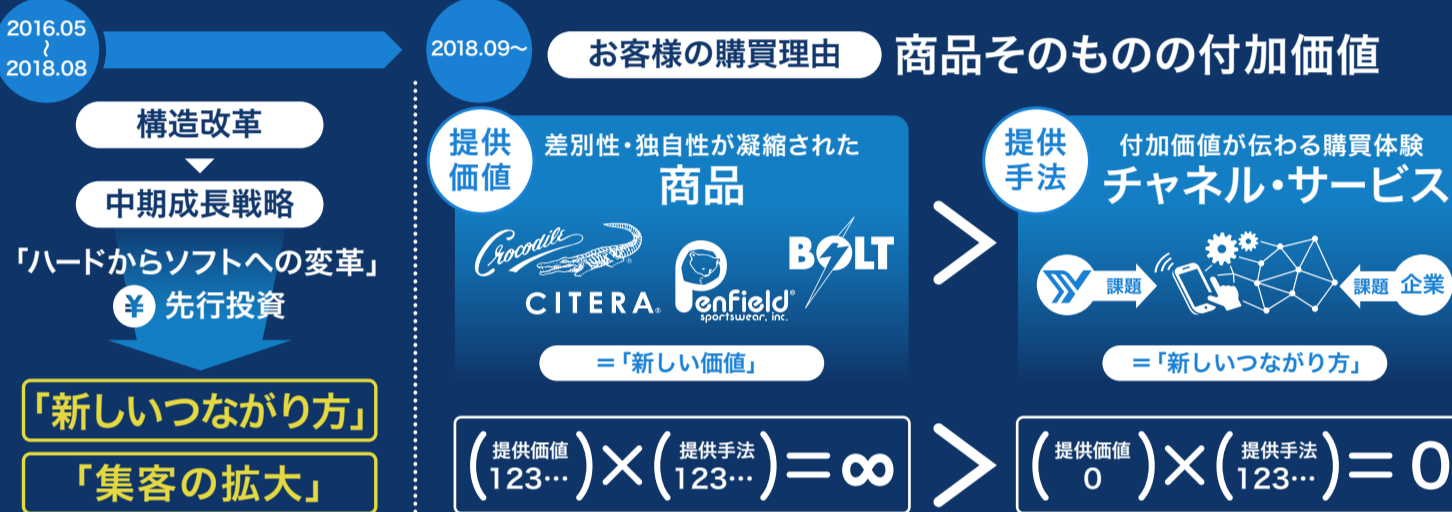 2016.05
〜
2018.08
構造改革
中期成長戦略
「ハードからソフトへの変革」
¥ 先行投資
「新しいつながり方」
「集客の拡大」
2018.09〜
お客様の購買理由 商品そのものの付加価値
提供
価値
差別性・独自性が凝縮された
商品
Crocodile
CITERA®
Penfield®
sportswear, inc.
BOLT
=「新しい価値」
>
提供
手法
付加価値が伝わる購買体験
チャネル・サービス
課題
課題 企業
=「新しいつながり方」
(提供価値 123…)×(提供手法 123…)=∞
>
(提供価値 0)×(提供手法 123…)=0